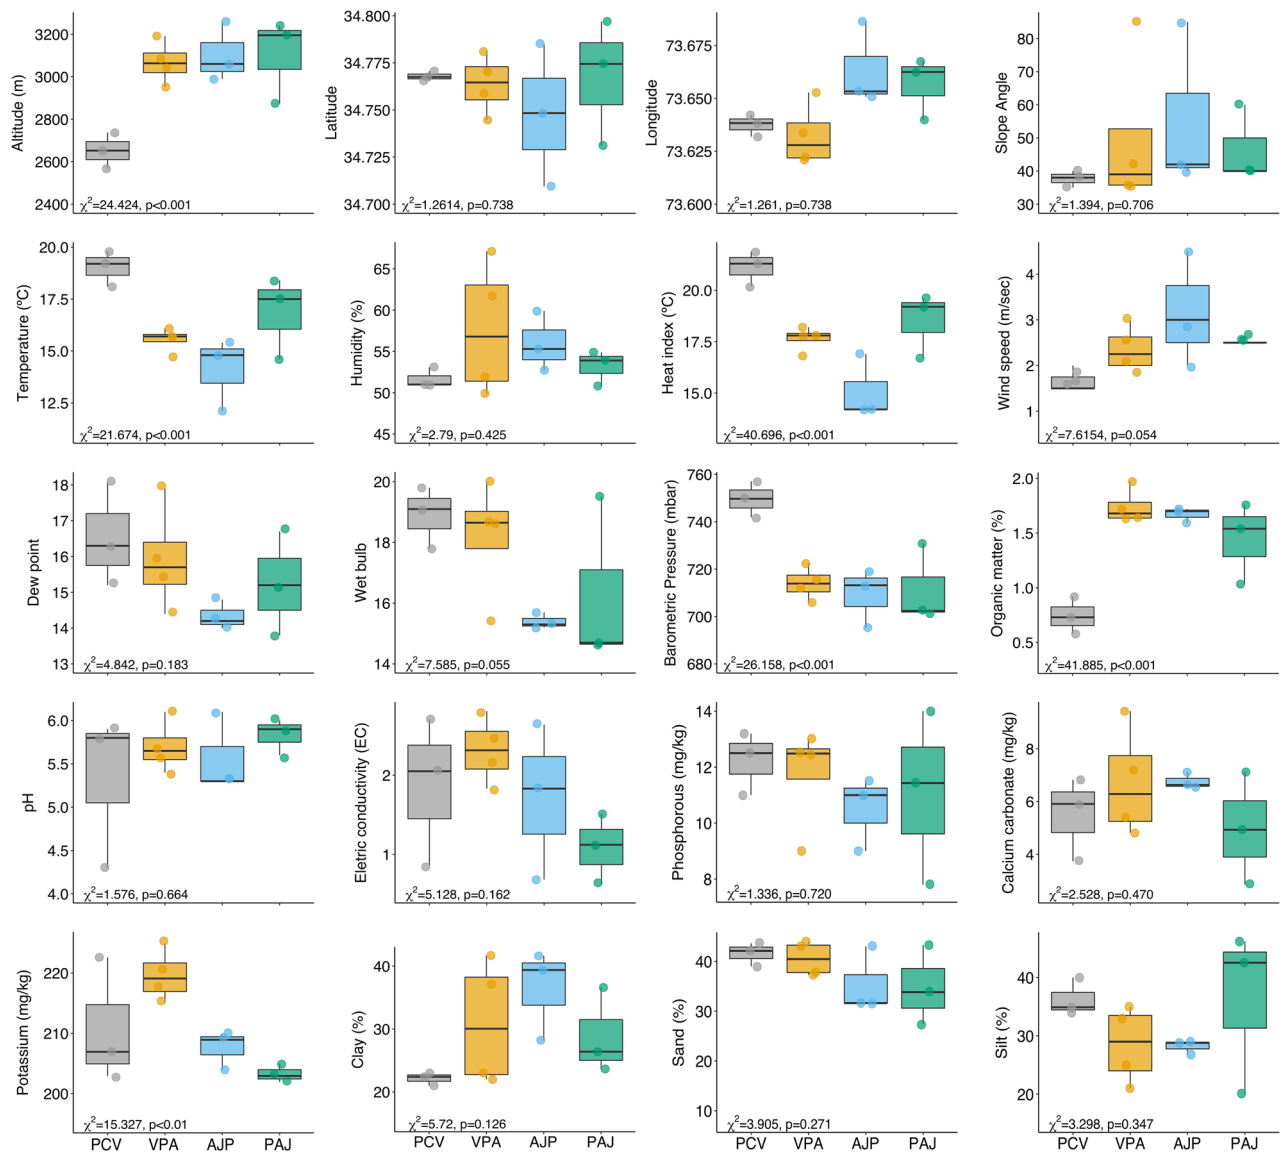 Altitude (m)
3200
3000
2800
2600
2400
χ²=24.424, p<0.001
Latitude
34.800
34.775
34.750
34.725
34.700
χ²=1.2614, p=0.738
Longitude
73.675
73.650
73.625
73.600
χ²=1.261, p=0.738
Slope Angle
80
70
60
50
40
30
χ²=1.394, p=0.706
Temperature (ºC)
20.0
17.5
15.0
12.5
χ²=21.674, p<0.001
Humidity (%)
65
60
55
50
45
χ²=2.79, p=0.425
Heat index (ºC)
20.0
17.5
15.0
χ²=40.696, p<0.001
Wind speed (m/sec)
4
3
2
1
χ²=7.6154, p=0.054
Dew point
18
17
16
15
14
13
χ²=4.842, p=0.183
Wet bulb
20
18
16
14
χ²=7.585, p=0.055
Barometric Pressure (mbar)
760
740
720
700
680
χ²=26.158, p<0.001
Organic matter (%)
2.0
1.5
1.0
0.5
χ²=41.885, p<0.001
pH
6.0
5.5
5.0
4.5
4.0
χ²=1.576, p=0.664
Eletric conductivity (EC)
2
1
χ²=5.128, p=0.162
Phosphorous (mg/kg)
14
12
10
8
χ²=1.336, p=0.720
Calcium carbonate (mg/kg)
8
6
4
χ²=2.528, p=0.470
Potassium (mg/kg)
220
210
200
χ²=15.327, p<0.01
PCV VPA AJP PAJ
Clay (%)
40
30
20
χ²=5.72, p=0.126
PCV VPA AJP PAJ
Sand (%)
40
30
20
10
χ²=3.905, p=0.271
PCV VPA AJP PAJ
Silt (%)
40
30
20
χ²=3.298, p=0.347
PCV VPA AJP PAJ